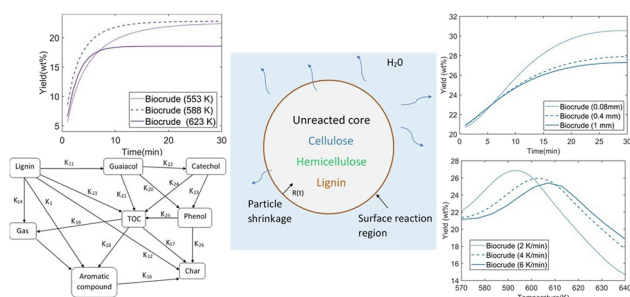 Yield(wt%)
20
15
10
5
0
10
20
30
Time(min)
Biocrude (553 K)
Biocrude (588 K)
Biocrude (623 K)
Lignin
K11
Guaiacol
K22
Catechol
K13
K21
K20
K24
K23
K14
K1
K19
TOC
K25
Phenol
Gas
K18
K17
K12
K26
Aromatic
compound
K16
Char
H20
Unreacted core
Cellulose
Hemicellulose
Lignin
R(t)
Particle
shrinkage
Surface reaction
region
Yield (wt%)
32
30
28
26
24
22
20
0
10
20
30
Time(min)
Biocrude (0.08mm)
Biocrude (0.4 mm)
Biocrude (1 mm)
Yield (wt%)
28
26
24
22
20
18
16
14
570
580
590
600
610
620
630
640
Temperature(K)
Biocrude (2 K/min)
Biocrude (4 K/min)
Biocrude (6 K/min)